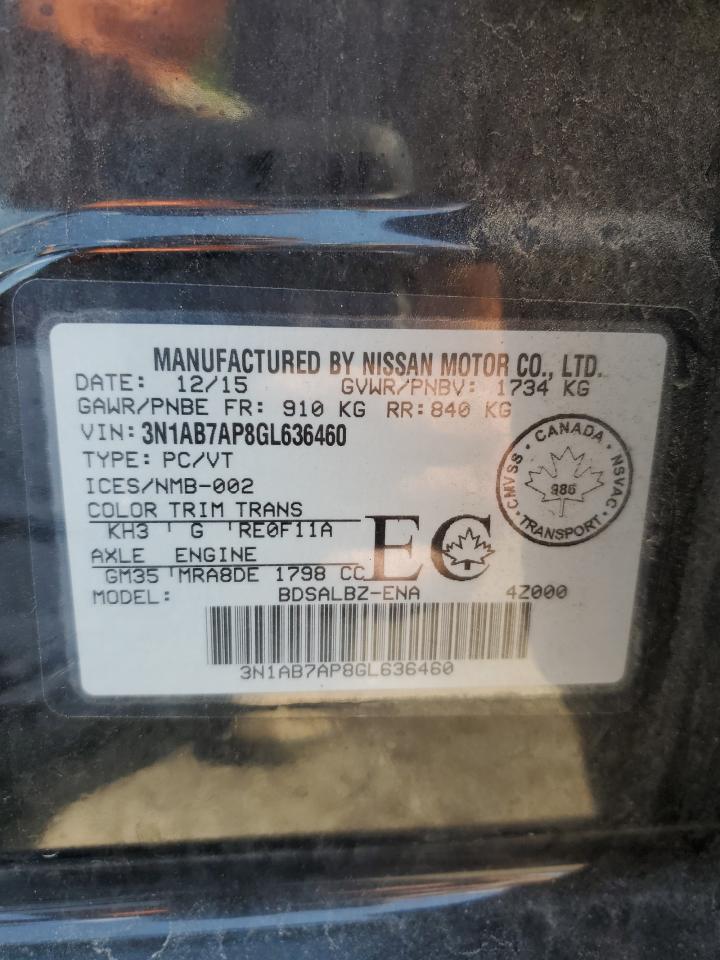 MANUFACTURED BY NISSAN MOTOR CO., LTD.
DATE: 12/15 GVWR/PNBV: 1734 KG
GAWR/PNBE FR: 910 KG RR:840 KG
VIN:3N1AB7AP8GL636460
TYPE: PC/VT
ICES/NMB-002
COLOR TRIM TRANS
KH3 G RE0F11A
AXLE ENGINE
GM35 MRA8DE 1798 CC
EC
CANADA
CMVSS NSVAC
986
TRANSPORT
MODEL: BDSALBZ-ENA 4Z000
3N1AB7AP8GL636460